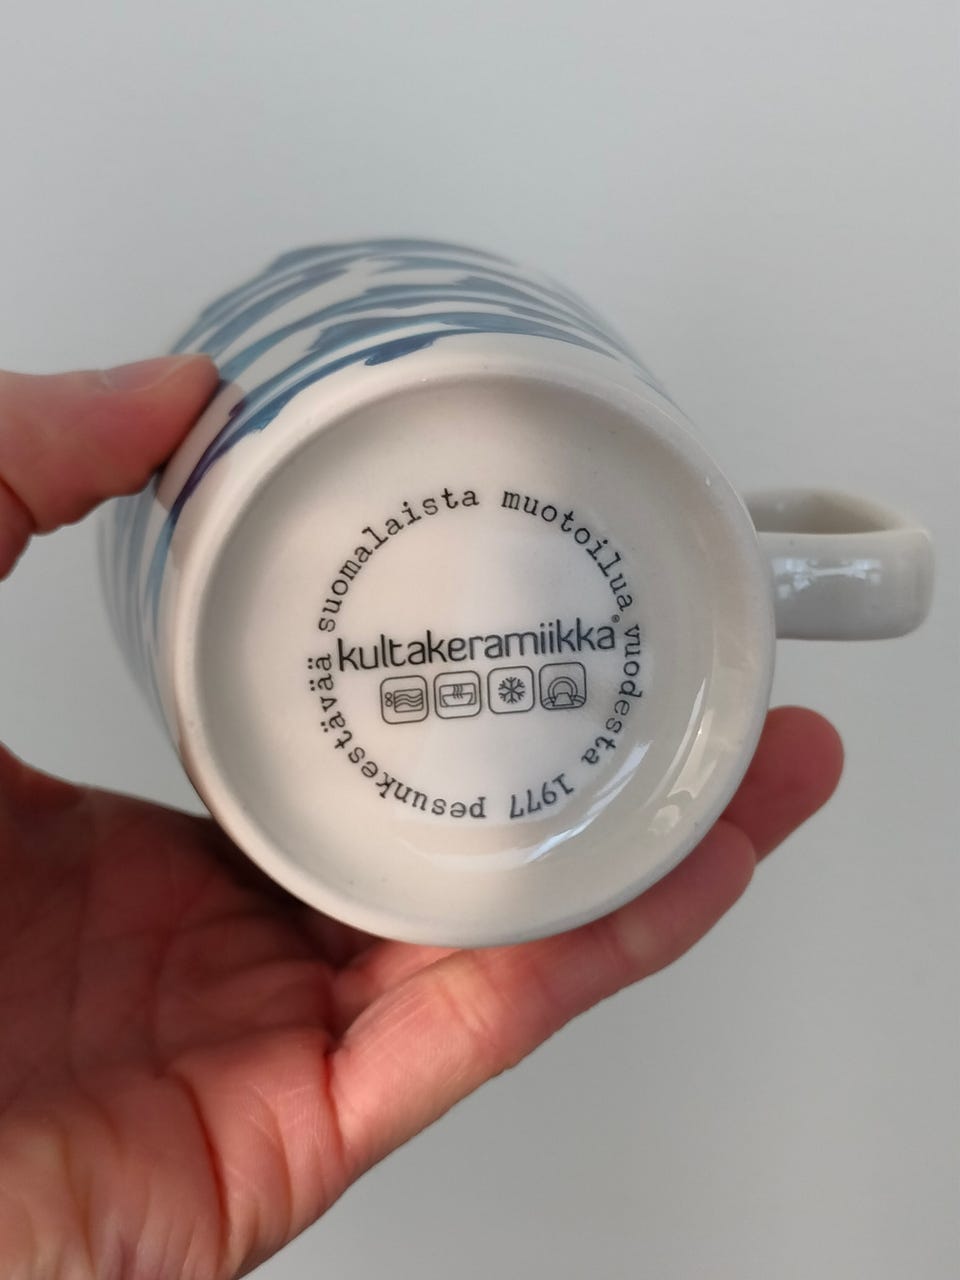 suomalaista muotoilua vuodesta 1977 pesunkestävää
kultakeramiikka®